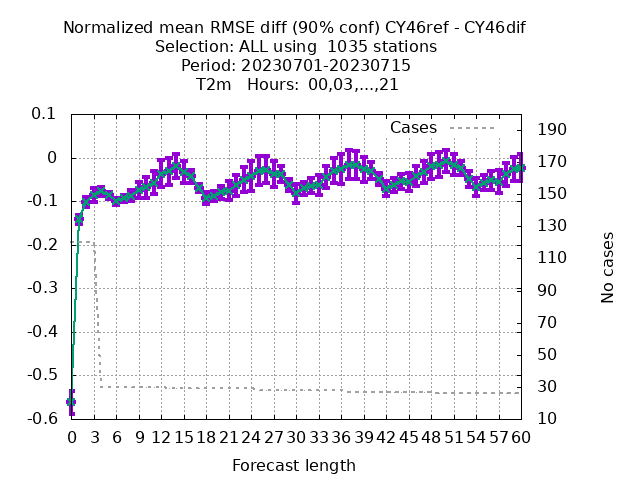 Normalized mean RMSE diff (90% conf) CY46ref - CY46dif
Selection: ALL using  1035 stations
Period: 20230701-20230715
T2m   Hours: 00,03,...,21
Cases
0.1
0
-0.1
-0.2
-0.3
-0.4
-0.5
-0.6
190
170
150
130
110
90
70
50
30
10
No cases
0 3 6 9 12 15 18 21 24 27 30 33 36 39 42 45 48 51 54 57 60
Forecast length